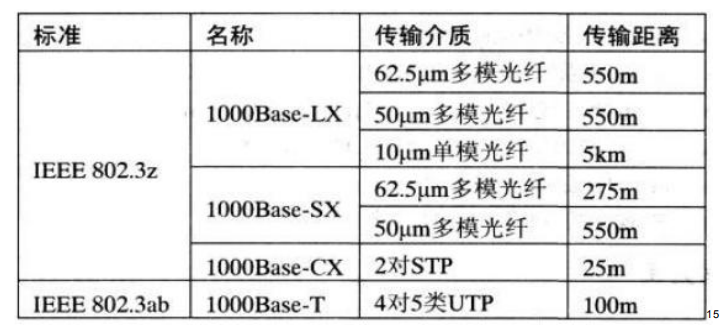 标准 名称 传输介质 传输距离
IEEE 802.3z 1000Base-LX 62.5μm多模光纤 550m
50μm多模光纤 550m
10μm单模光纤 5km
1000Base-SX 62.5μm多模光纤 275m
50μm多模光纤 550m
1000Base-CX 2对STP 25m
IEEE 802.3ab 1000Base-T 4对5类UTP 100m
15